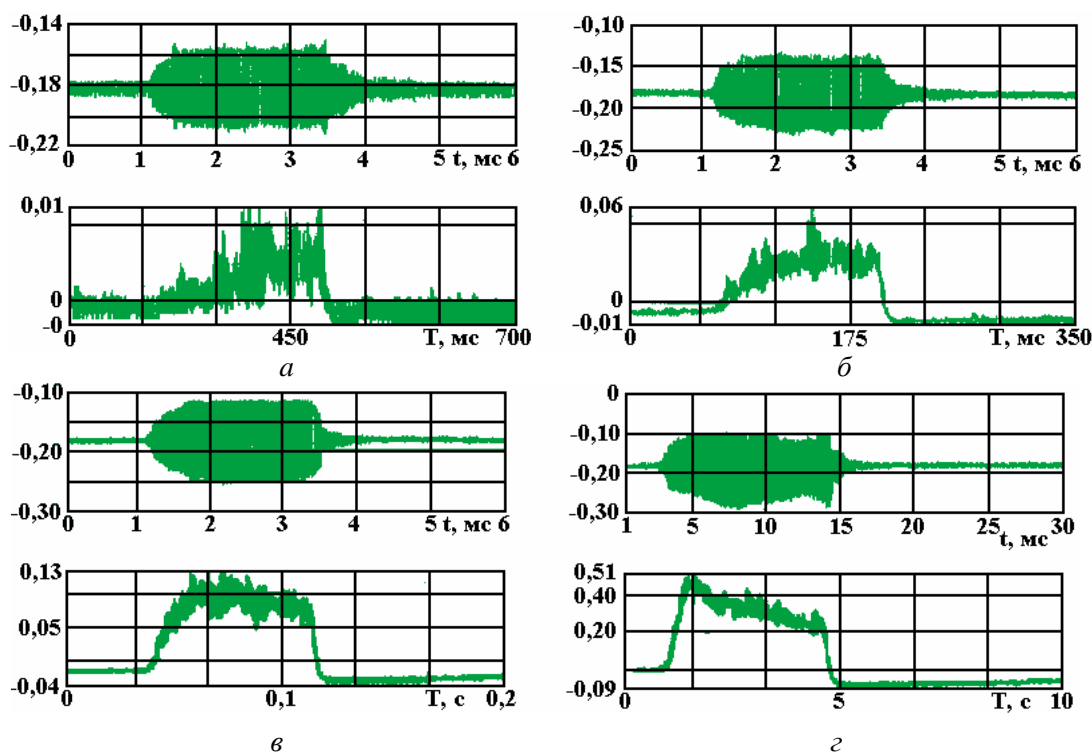 -0,14
-0,18
-0,22
0 1 2 3 4 5 t, мс 6
-0,10
-0,15
-0,20
-0,25
0 1 2 3 4 5 t, мс 6
0,01
0
-0
0 450 T, мс 700
а
0,06
0
-0,01
0 175 T, мс 350
б
-0,10
-0,20
-0,30
0 1 2 3 4 5 t, мс 6
0
-0,10
-0,20
-0,30
1 5 10 15 20 25 30
t, мс
0,13
0,05
-0,04
0 0,1 T, с 0,2
в
0,51
0,40
0,20
-0,09
0 5 T, с 10
г